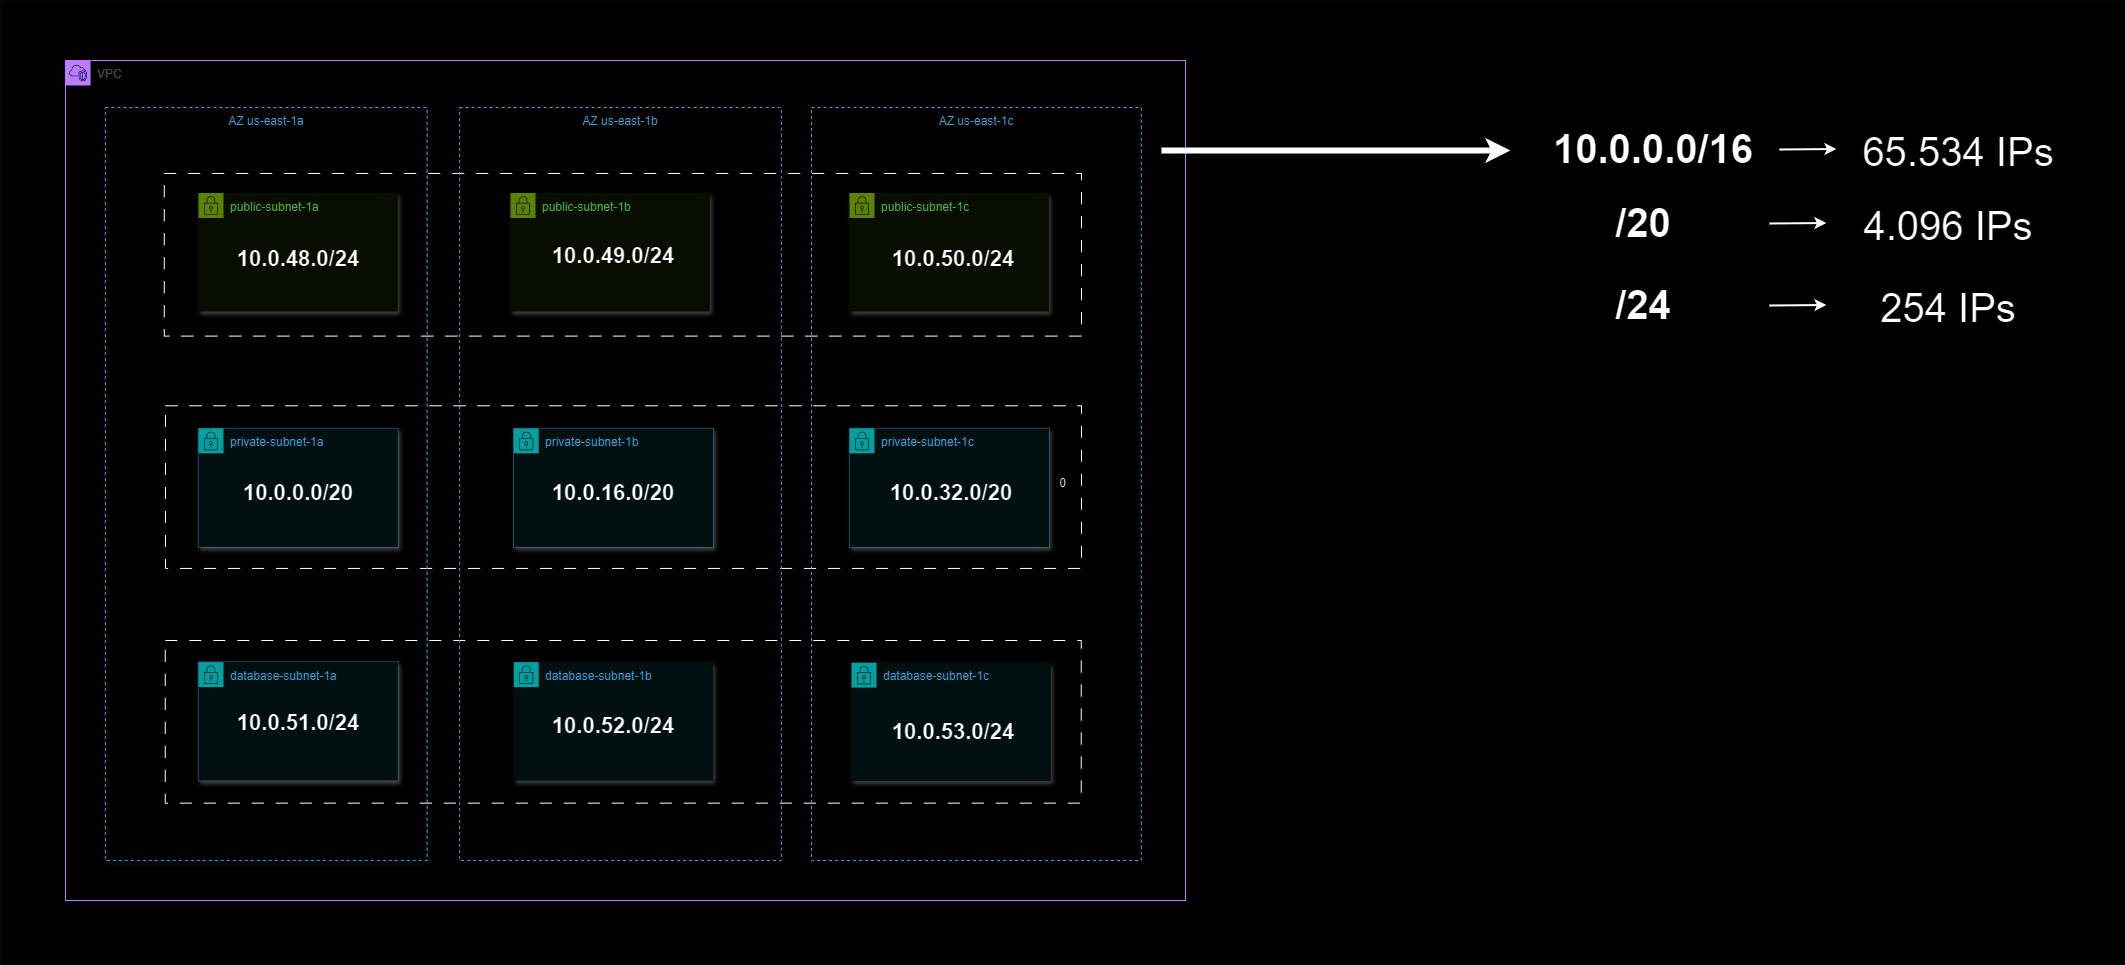 VPC
AZ us-east-1a
AZ us-east-1b
AZ us-east-1c
10.0.0.0/16
65.534 IPs
/20
4.096 IPs
/24
254 IPs
public-subnet-1a
10.0.48.0/24
public-subnet-1b
10.0.49.0/24
public-subnet-1c
10.0.50.0/24
private-subnet-1a
10.0.0.0/20
private-subnet-1b
10.0.16.0/20
private-subnet-1c
10.0.32.0/20
0
database-subnet-1a
10.0.51.0/24
database-subnet-1b
10.0.52.0/24
database-subnet-1c
10.0.53.0/24